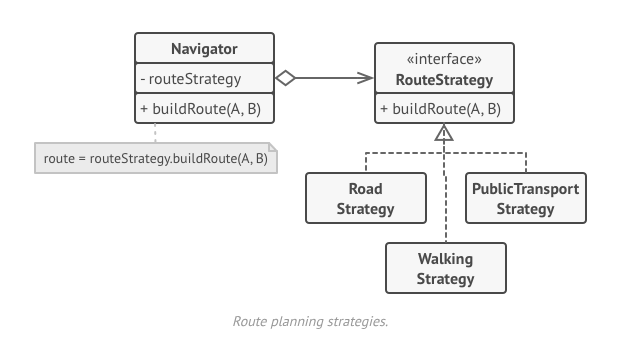 Navigator
- routeStrategy
+ buildRoute(A, B)
route = routeStrategy.buildRoute(A, B)
«interface»
RouteStrategy
+ buildRoute(A, B)
Road
Strategy
PublicTransport
Strategy
Walking
Strategy
Route planning strategies.